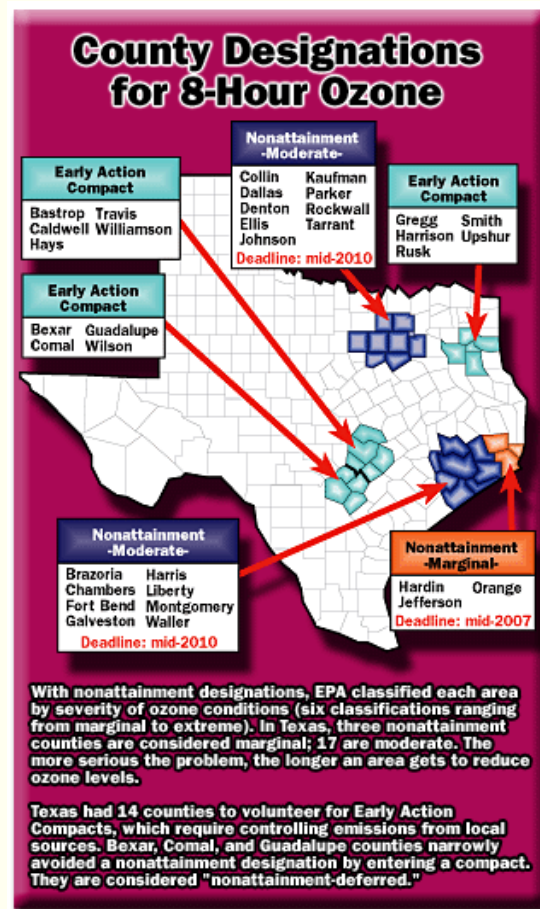 County Designations
for 8-Hour Ozone
Nonattainment
-Moderate-
Collin Kaufman
Dallas Parker
Denton Rockwall
Ellis Tarrant
Johnson
Deadline: mid-2010
Early Action
Compact
Bastrop Travis
Caldwell Williamson
Hays
Early Action
Compact
Gregg Smith
Harrison Upshur
Rusk
Early Action
Compact
Bexar Guadalupe
Comal Wilson
Nonattainment
-Moderate-
Brazoria Harris
Chambers Liberty
Fort Bend Montgomery
Galveston Waller
Deadline: mid-2010
Nonattainment
-Marginal-
Hardin Orange
Jefferson
Deadline: mid-2007
With nonattainment designations, EPA classified each area
by severity of ozone conditions (six classifications ranging
from marginal to extreme). In Texas, three nonattainment
counties are considered marginal; 17 are moderate. The
more serious the problem, the longer an area gets to reduce
ozone levels.
Texas had 14 counties to volunteer for Early Action
Compacts, which require controlling emissions from local
sources. Bexar, Comal, and Guadalupe counties narrowly
avoided a nonattainment designation by entering a compact.
They are considered "nonattainment-deferred."